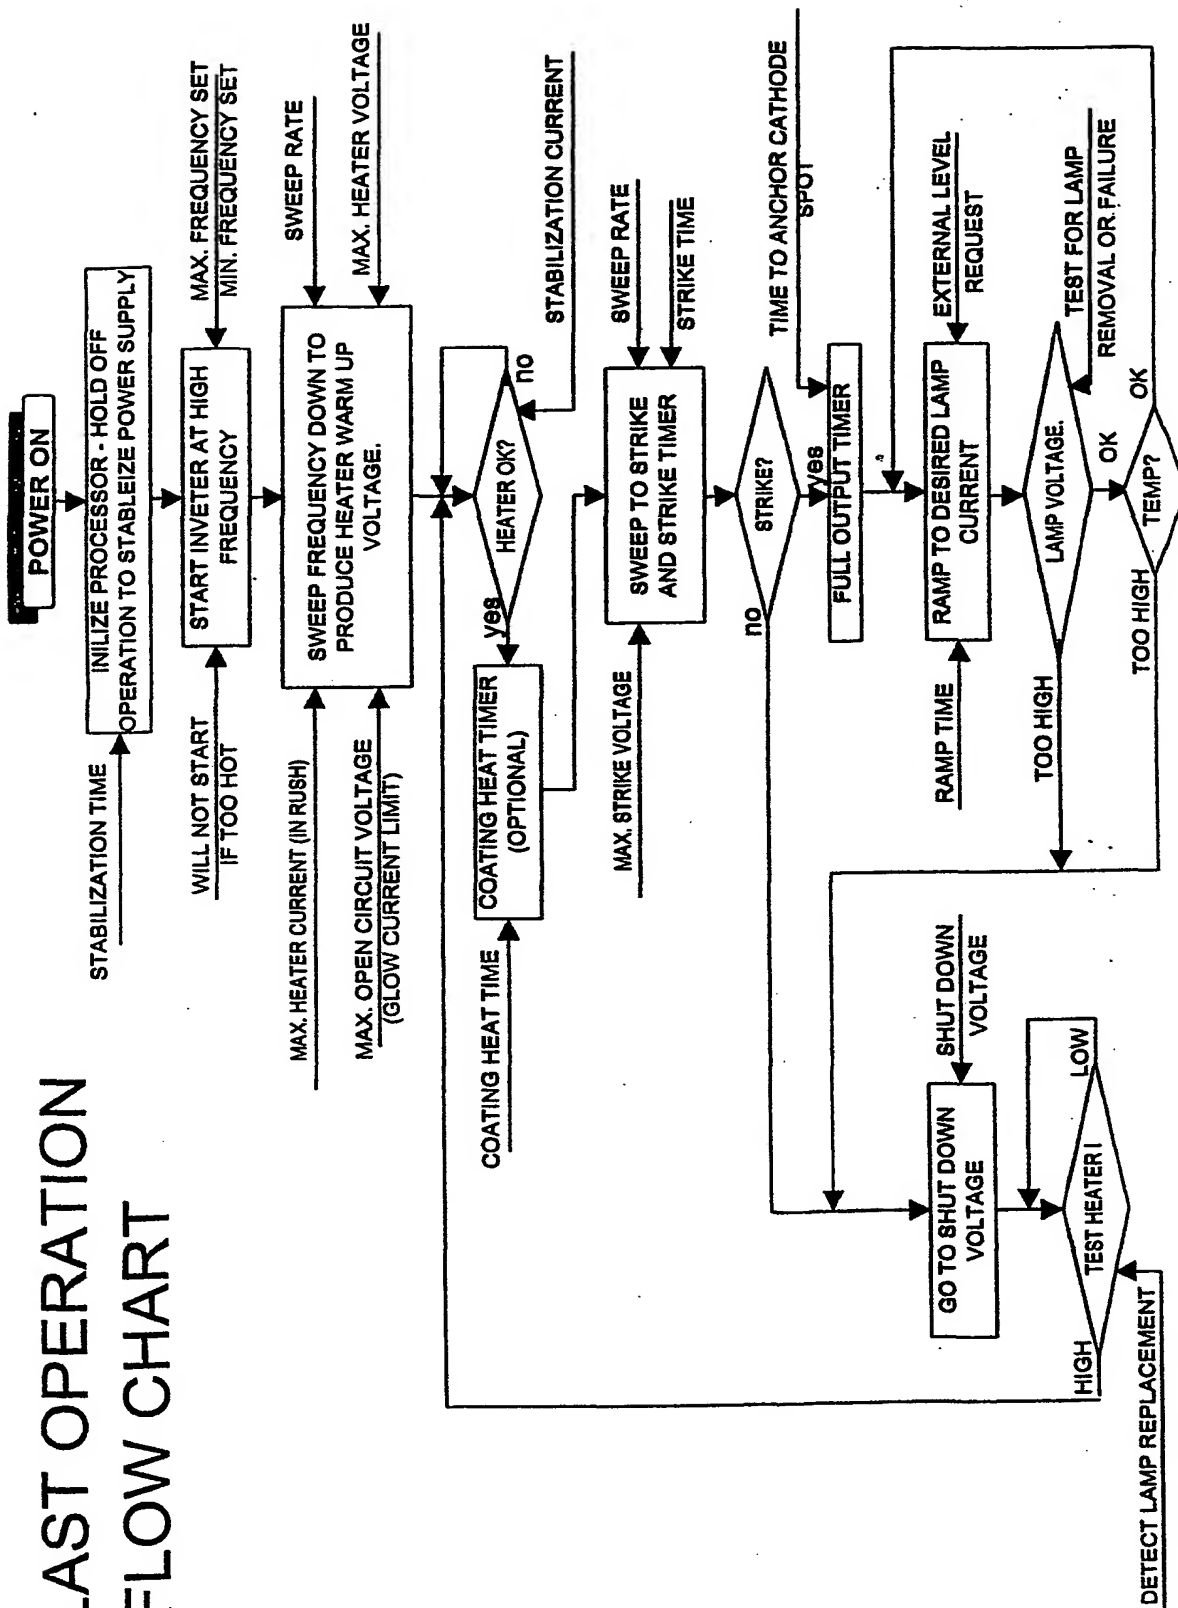 LAST OPERATION
FLOW CHART
POWER ON
STABILIZATION TIME
INILIZE PROCESSOR - HOLD OFF
OPERATION TO STABLEIZE POWER SUPPLY
WILL NOT START
IF TOO HOT
START INVETER AT HIGH
FREQUENCY
MAX. FREQUENCY SET
MIN. FREQUENCY SET
MAX. HEATER CURRENT (IN RUSH)
MAX. OPEN CIRCUIT VOLTAGE
(GLOW CURRENT LIMIT)
SWEEP FREQUENCY DOWN TO
PRODUCE HEATER WARM UP
VOLTAGE.
SWEEP RATE
MAX. HEATER VOLTAGE
COATING HEAT TIME
COATING HEAT TIMER
(OPTIONAL)
yes
HEATER OK?
no
STABILIZATION CURRENT
MAX. STRIKE VOLTAGE
SWEEP TO STRIKE
AND STRIKE TIMER
SWEEP RATE
STRIKE TIME
no
STRIKE?
yes
TIME TO ANCHOR CATHODE
SPOT
FULL OUTPUT TIMER
RAMP TIME
RAMP TO DESIRED LAMP
CURRENT
EXTERNAL LEVEL
REQUEST
TOO HIGH
LAMP VOLTAGE.
OK
TEST FOR LAMP
REMOVAL OR FAILURE
TOO HIGH
TEMP?
OK
GO TO SHUT DOWN
VOLTAGE
SHUT DOWN
VOLTAGE
HIGH
TEST HEATER I
LOW
DETECT LAMP REPLACEMENT